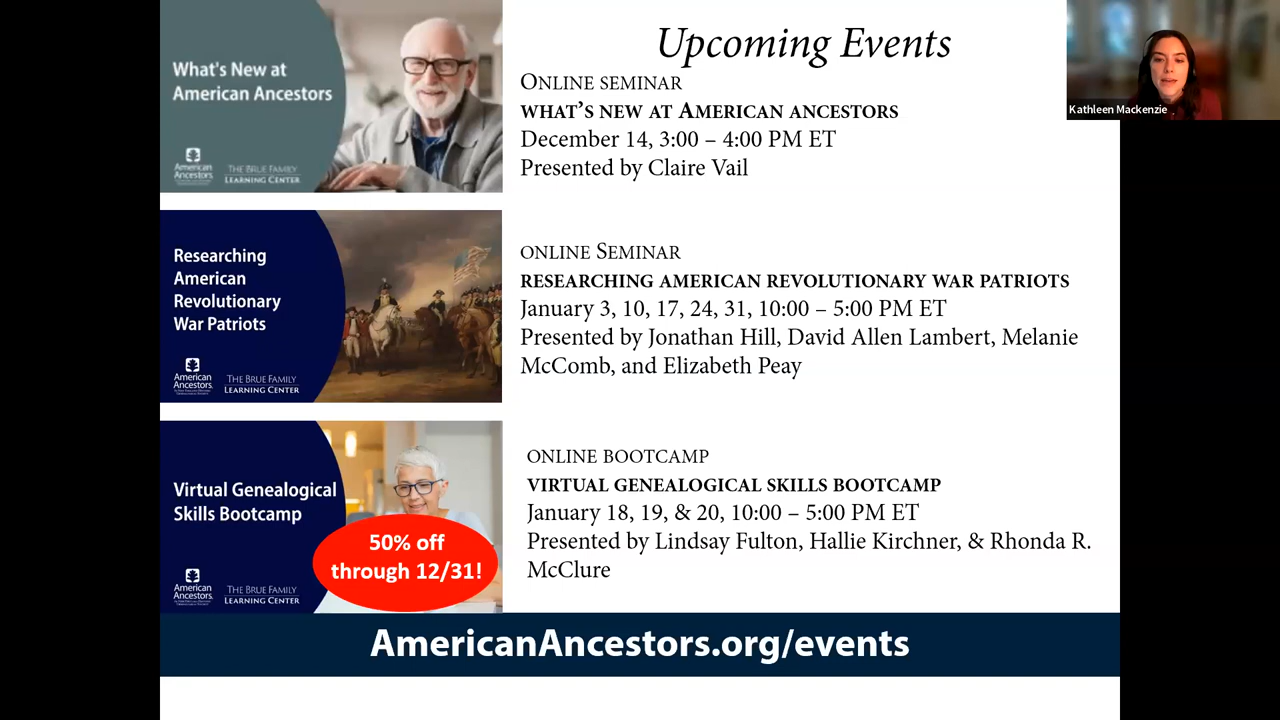 What's New at
American Ancestors
American
Ancestors
THE BRUE FAMILY
LEARNING CENTER
Upcoming Events
ONLINE SEMINAR
WHAT'S NEW AT AMERICAN ANCESTORS
December 14, 3:00 – 4:00 PM ET
Presented by Claire Vail
Kathleen Mackenzie
Researching
American
Revolutionary
War Patriots
American
Ancestors
THE BRUE FAMILY
LEARNING CENTER
ONLINE SEMINAR
RESEARCHING AMERICAN REVOLUTIONARY WAR PATRIOTS
January 3, 10, 17, 24, 31, 10:00 – 5:00 PM ET
Presented by Jonathan Hill, David Allen Lambert, Melanie
McComb, and Elizabeth Peay
Virtual Genealogical
Skills Bootcamp
50% off
through 12/31!
American
Ancestors
THE BRUE FAMILY
LEARNING CENTER
ONLINE BOOTCAMP
VIRTUAL GENEALOGICAL SKILLS BOOTCAMP
January 18, 19, & 20, 10:00 – 5:00 PM ET
Presented by Lindsay Fulton, Hallie Kirchner, & Rhonda R.
McClure
AmericanAncestors.org/events